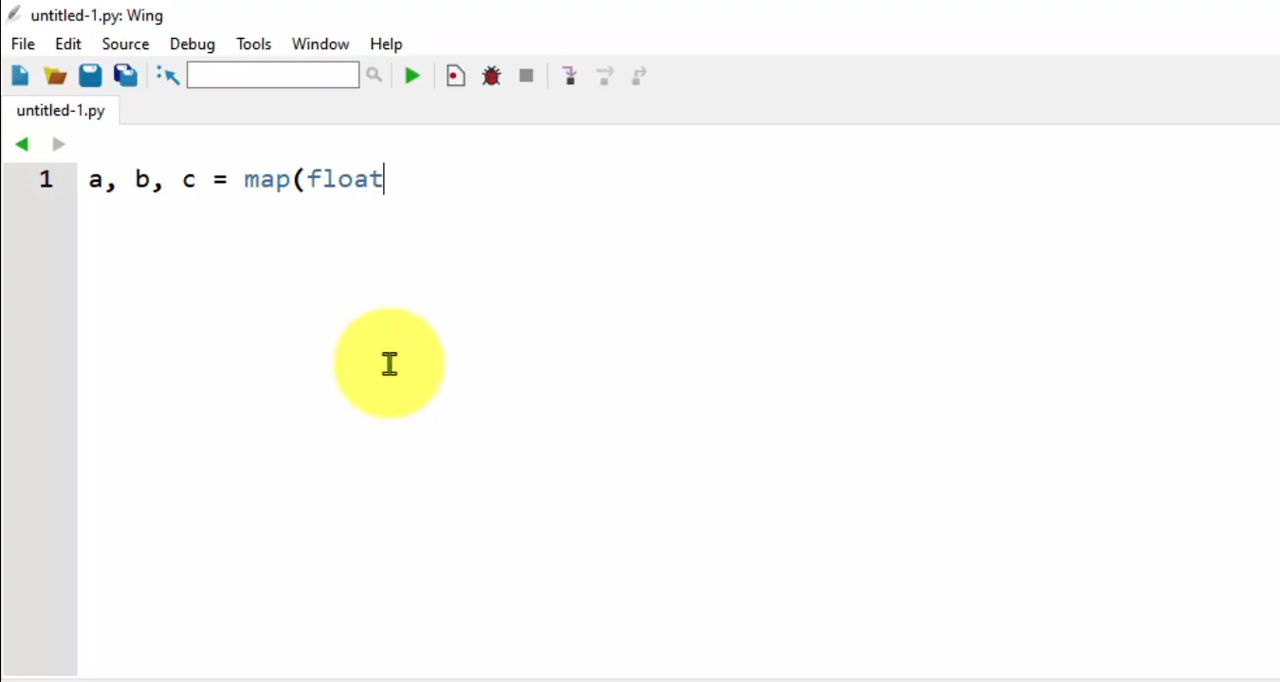 untitled-1.py: Wing
File Edit Source Debug Tools Window Help
untitled-1.py
1 a, b, c = map(float